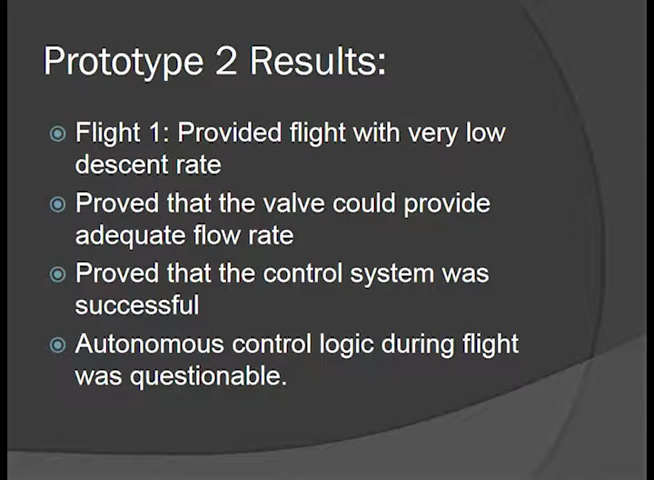 Prototype 2 Results:
Flight 1: Provided flight with very low
descent rate
Proved that the valve could provide
adequate flow rate
Proved that the control system was
successful
Autonomous control logic during flight
was questionable.